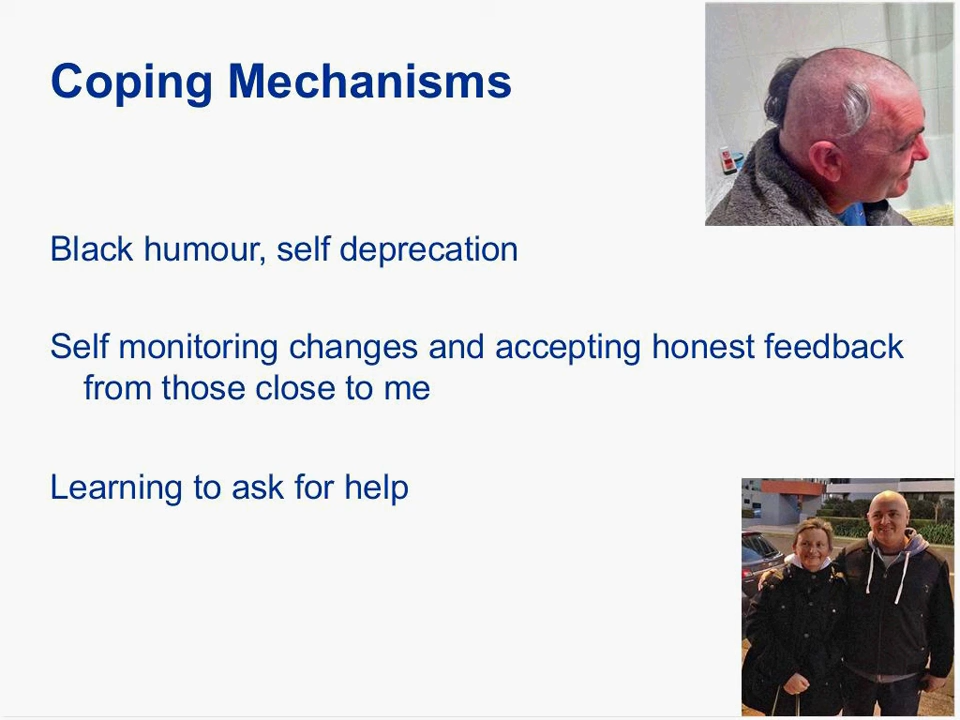 Coping Mechanisms
Black humour, self deprecation
Self monitoring changes and accepting honest feedback
from those close to me
Learning to ask for help